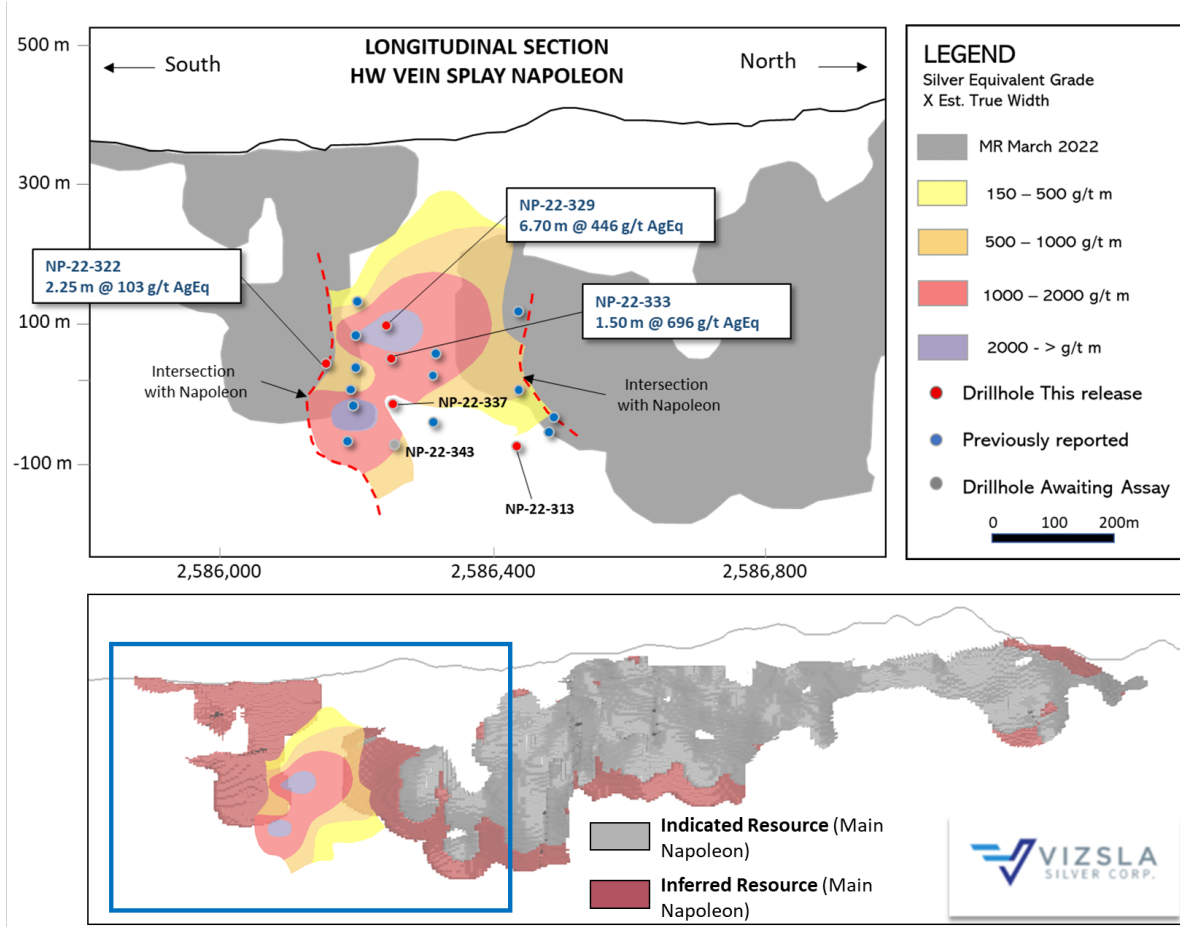 LONGITUDINAL SECTION
HW VEIN SPLAY NAPOLEON
South
North
500 m
300 m
100 m
-100 m
NP-22-329
6.70 m @ 446 g/t AgEq
NP-22-322
2.25 m @ 103 g/t AgEq
NP-22-333
1.50 m @ 696 g/t AgEq
Intersection
with Napoleon
Intersection
with Napoleon
NP-22-337
NP-22-343
NP-22-313
2,586,000
2,586,400
2,586,800
LEGEND
Silver Equivalent Grade
X Est. True Width
MR March 2022
150 – 500 g/t m
500 – 1000 g/t m
1000 – 2000 g/t m
2000 - > g/t m
Drillhole This release
Previously reported
Drillhole Awaiting Assay
0 100 200m
Indicated Resource (Main
Napoleon)
Inferred Resource (Main
Napoleon)
VIZSLA
SILVER CORP.